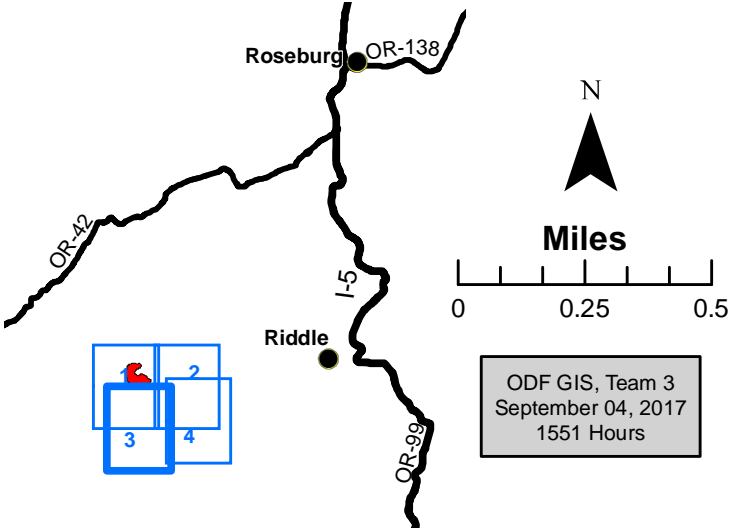 Roseburg
OR-138
N
OR-42
I-5
Miles
0 0.25 0.5
Riddle
1 2
3 4
OR-99
ODF GIS, Team 3
September 04, 2017
1551 Hours